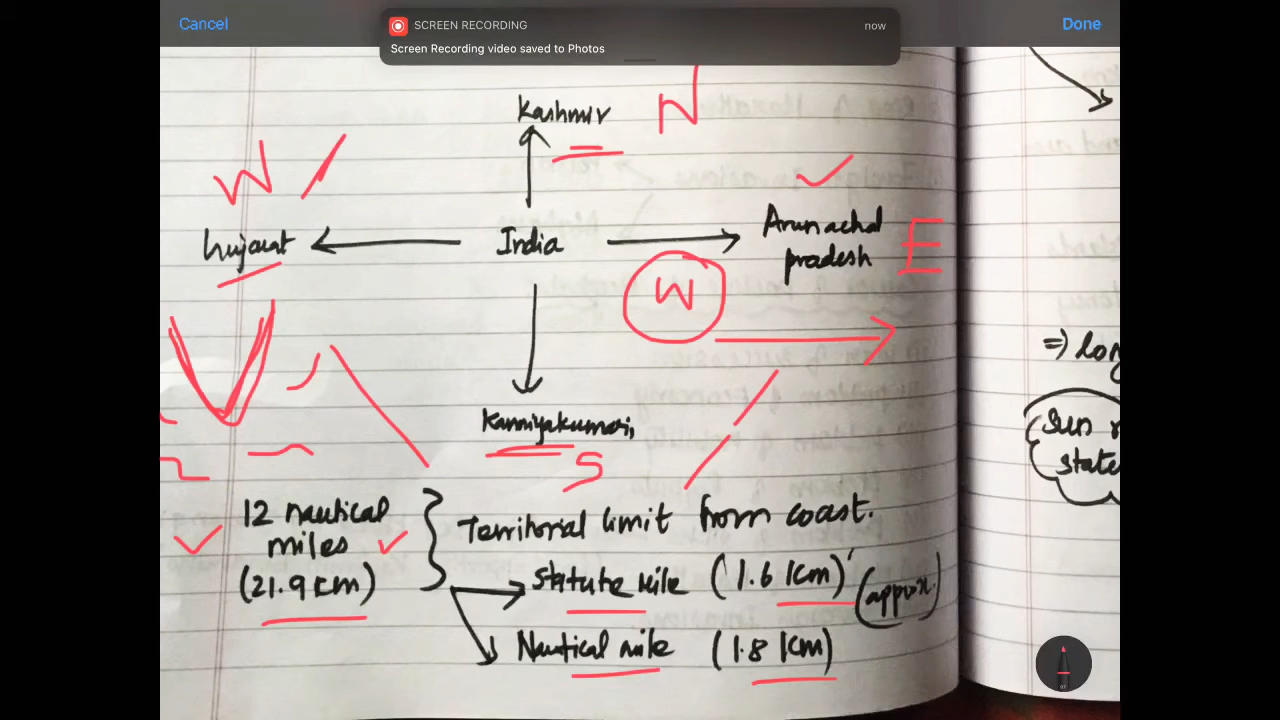 Cancel
SCREEN RECORDING
now
Screen Recording video saved to Photos
Done
Kashmir
N
W
Gujarat
India
Arunachal
pradesh
E
W
Kanniyakumari,
S
12 nautical
miles
(21.9 km)
Territorial limit from coast.
Statute mile (1.6 km) (approx.)
Nautical mile (1.8 km)
Sun
state